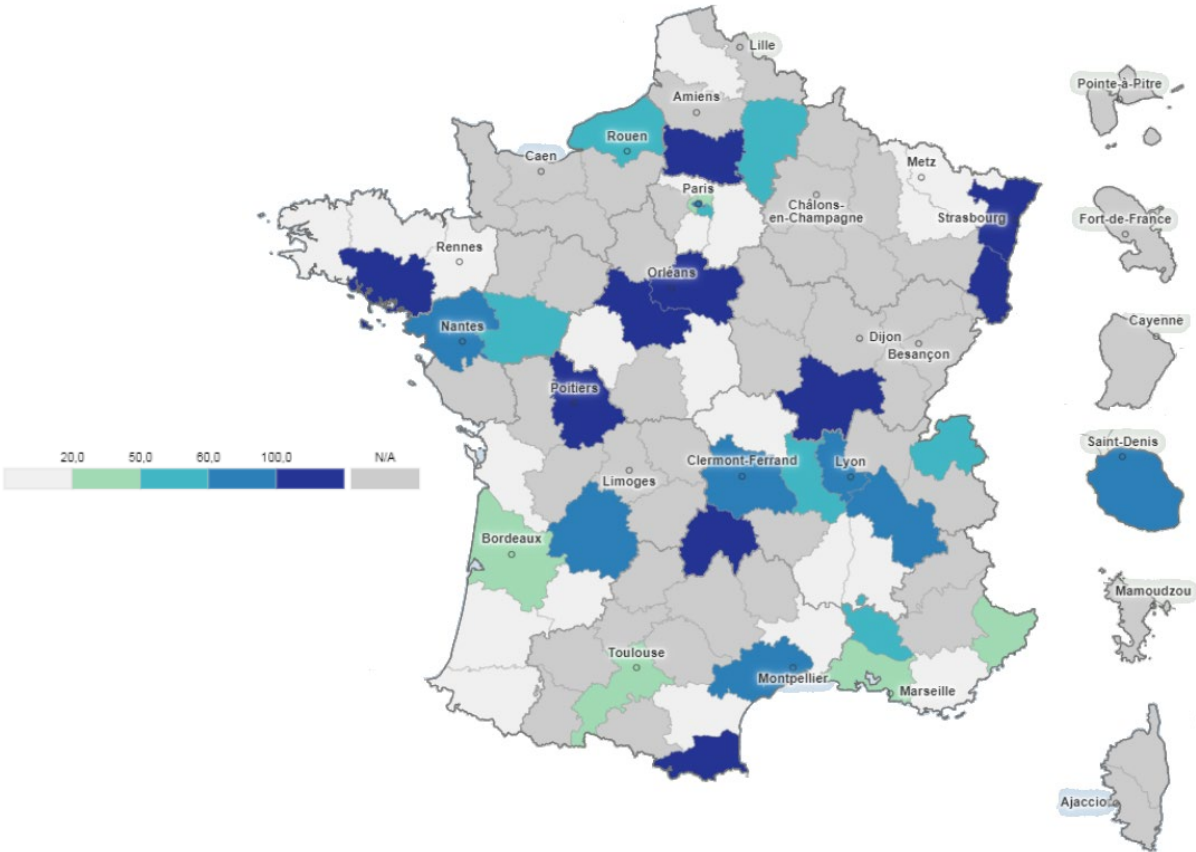 Lille
Amiens
Rouen
Caen
Paris
Metz
Châlons-
en-Champagne
Strasbourg
Rennes
Orléans
Nantes
Dijon
Besançon
Poitiers
20,0 50,0 60,0 100,0 N/A
Clermont-Ferrand
Lyon
Limoges
Bordeaux
Toulouse
Montpellier
Marseille
Pointe-à-Pitre
Fort-de-France
Cayenne
Saint-Denis
Mamoudzou
Ajaccio